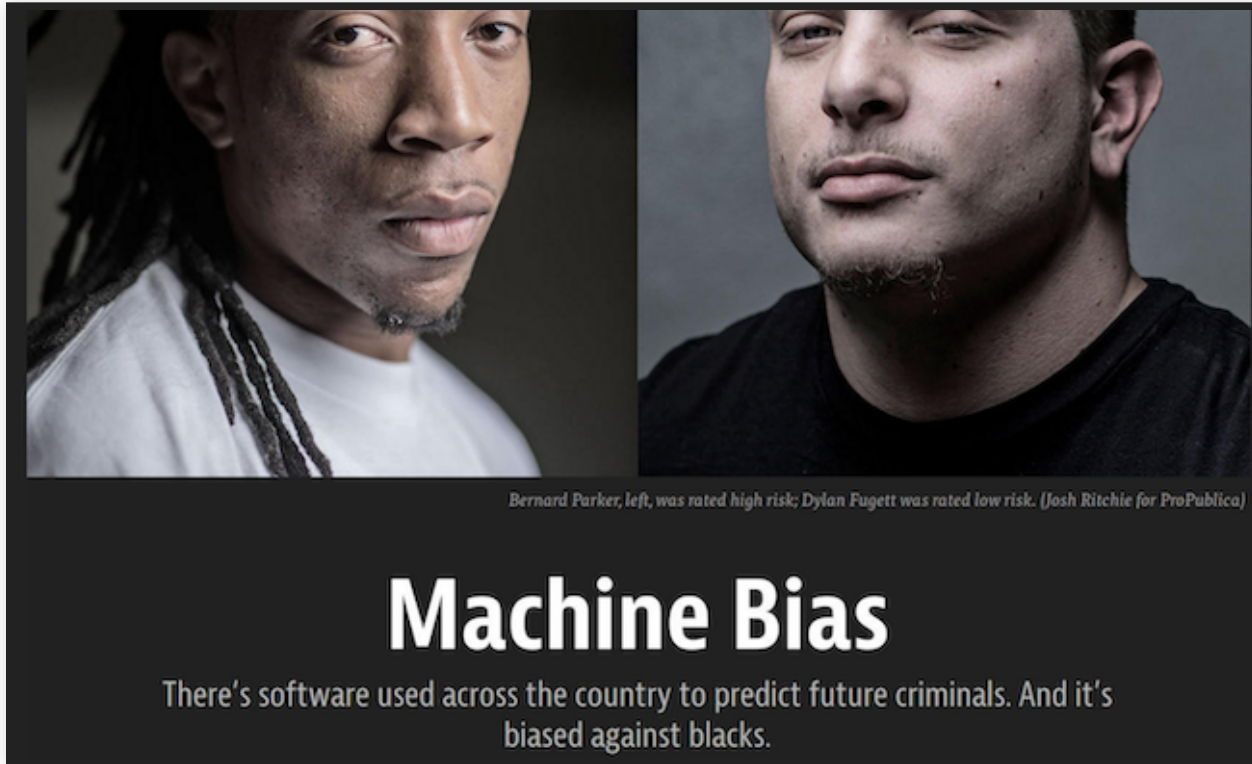 Bernard Parker, left, was rated high risk; Dylan Fugett was rated low risk. (Josh Ritchie for ProPublica)
Machine Bias
There's software used across the country to predict future criminals. And it's
biased against blacks.